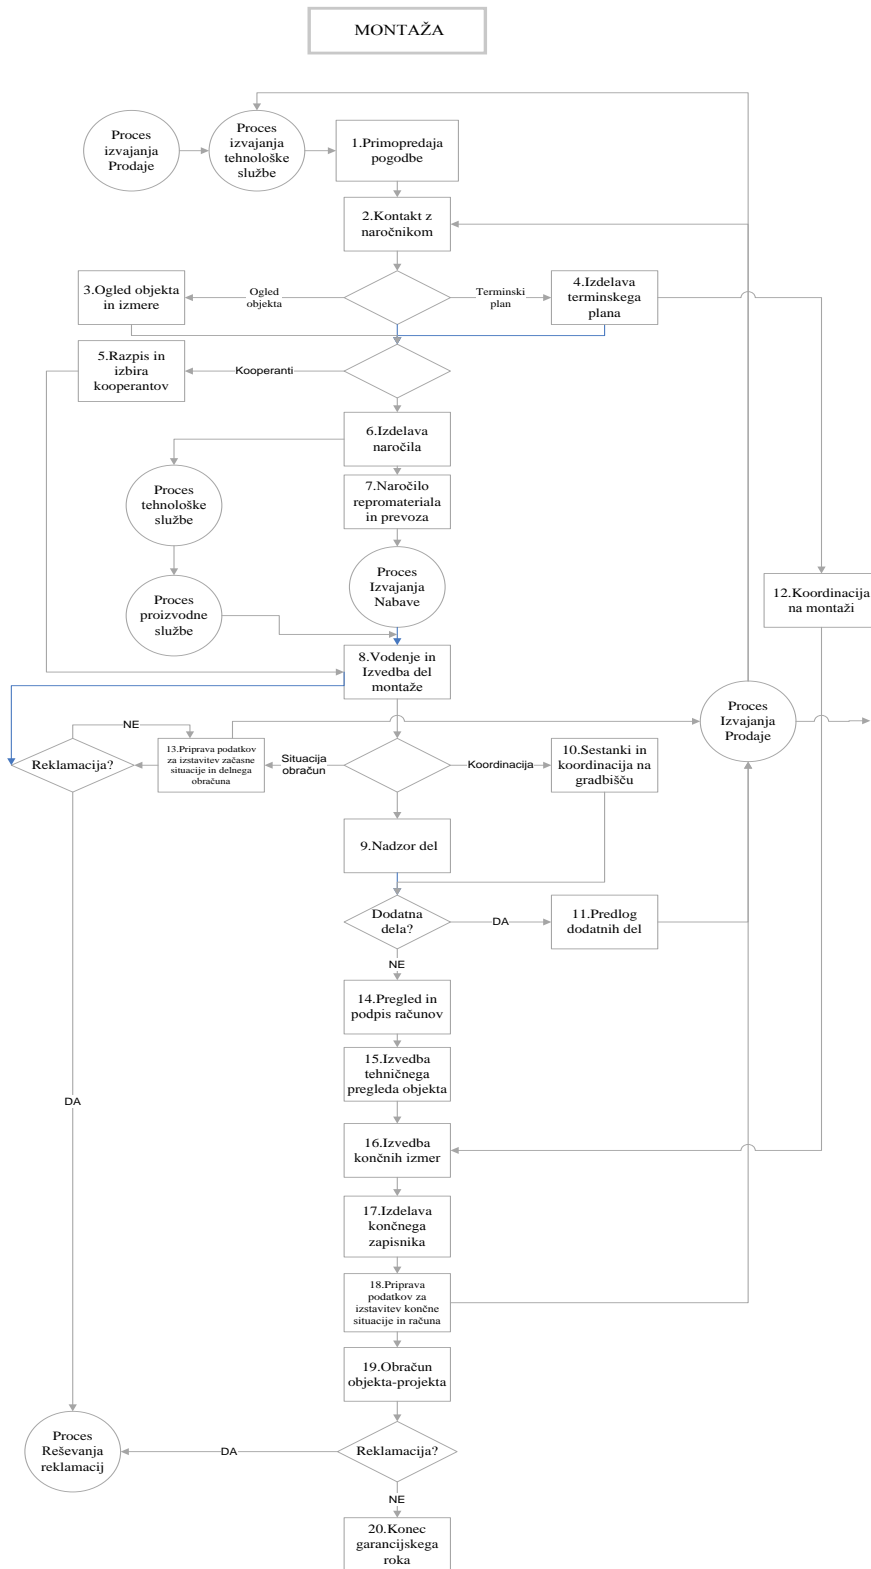 MONTAŽA
Proces
izvajanja
Prodaje
Proces
izvajanja
tehnološke
službe
1.Primopredaja
pogodbe
2.Kontakt z
naročnikom
3.Ogled objekta
in izmere
Ogled
objekta
Terminski
plan
4.Izdelava
terminskega
plana
5.Razpis in
izbira
kooperantov
Kooperanti
6.Izdelava
naročila
Proces
tehnološke
službe
7.Naročilo
repromateriala
in prevoza
Proces
Izvajanja
Nabave
12.Koordinacija
na montaži
Proces
proizvodne
službe
8.Vodenje in
Izvedba del
montaže
Proces
Izvajanja
Prodaje
NE
Reklamacija?
13.Priprava podatkov
za izstavitev začasne
situacije in delnega
obračuna
Situacija
obračun
Koordinacija
10.Sestanki in
koordinacija na
gradbišču
9.Nadzor del
Dodatna
dela?
DA
11.Predlog
dodatnih del
NE
14.Pregled in
podpis računov
15.Izvedba
tehničnega
pregleda objekta
DA
16.Izvedba
končnih izmer
17.Izdelava
končnega
zapisnika
18.Priprava
podatkov za
izstavitev končne
situacije in računa
19.Obračun
objekta-projekta
Proces
Reševanja
reklamacij
DA
Reklamacija?
NE
20.Konec
garancijskega
roka